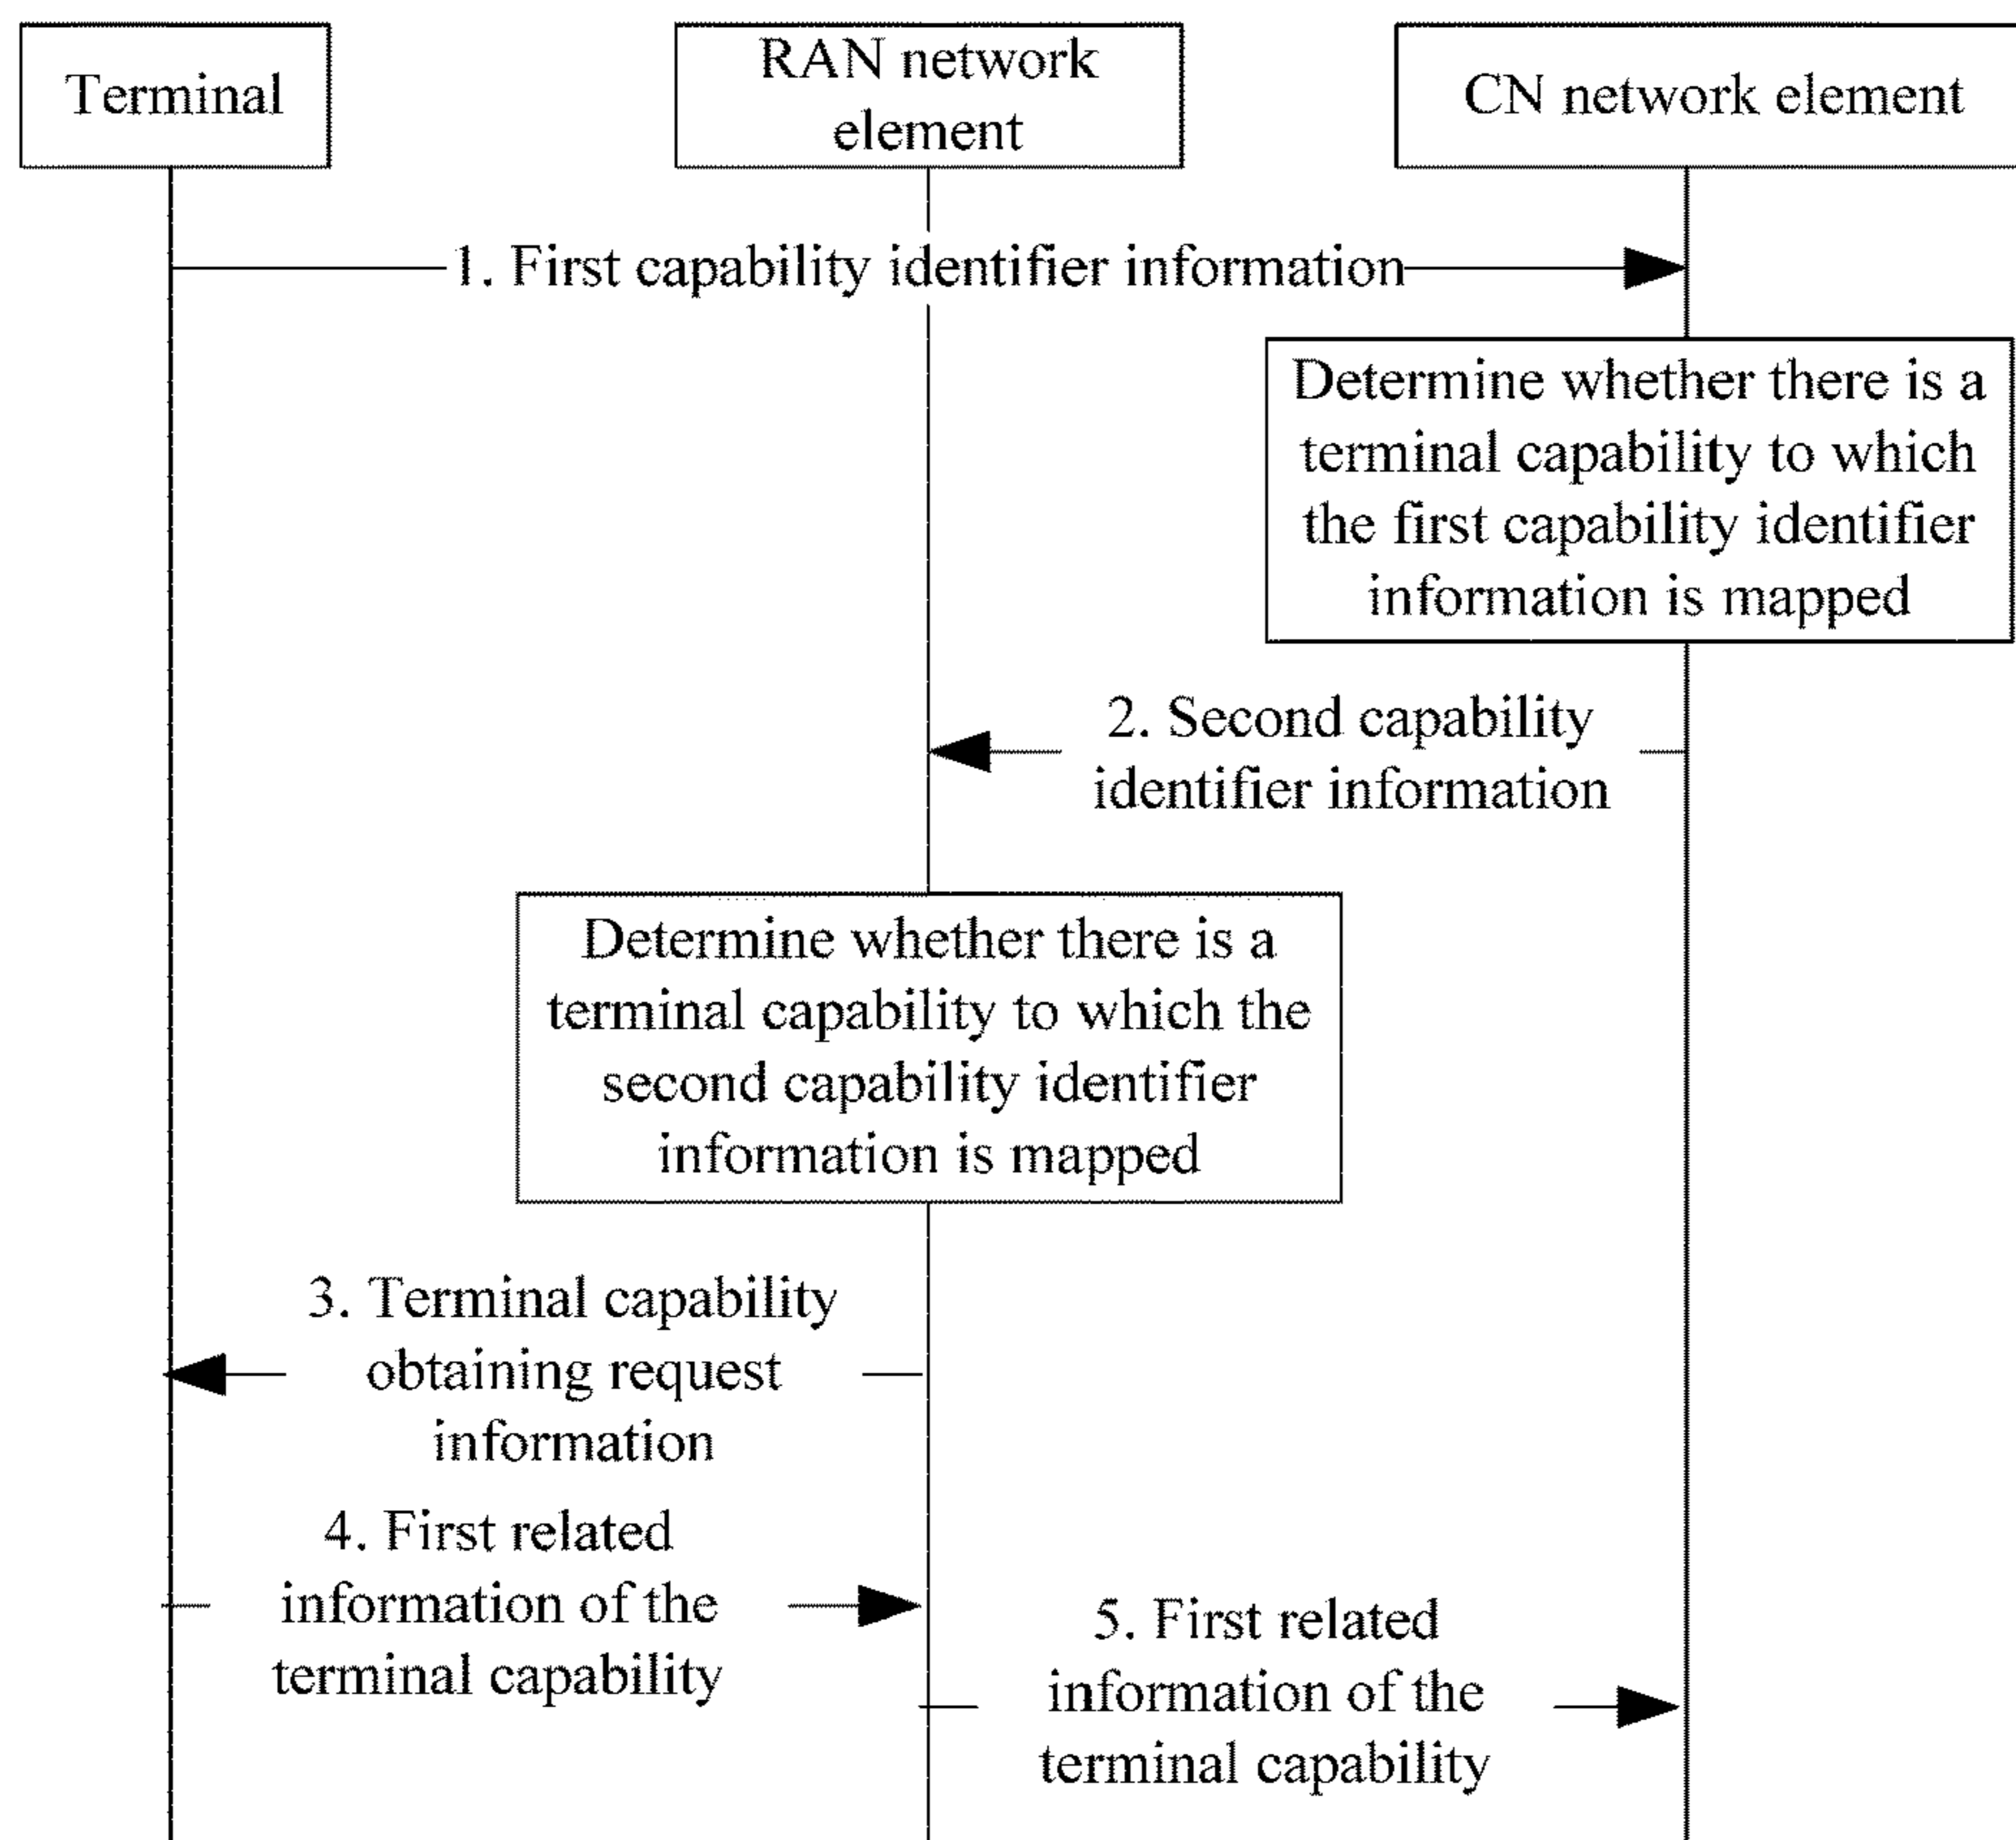 Terminal
RAN network
element
CN network element
1. First capability identifier information
Determine whether there is a
terminal capability to which
the first capability identifier
information is mapped
2. Second capability
identifier information
Determine whether there is a
terminal capability to which the
second capability identifier
information is mapped
3. Terminal capability
obtaining request
information
4. First related
information of the
terminal capability
5. First related
information of the
terminal capability